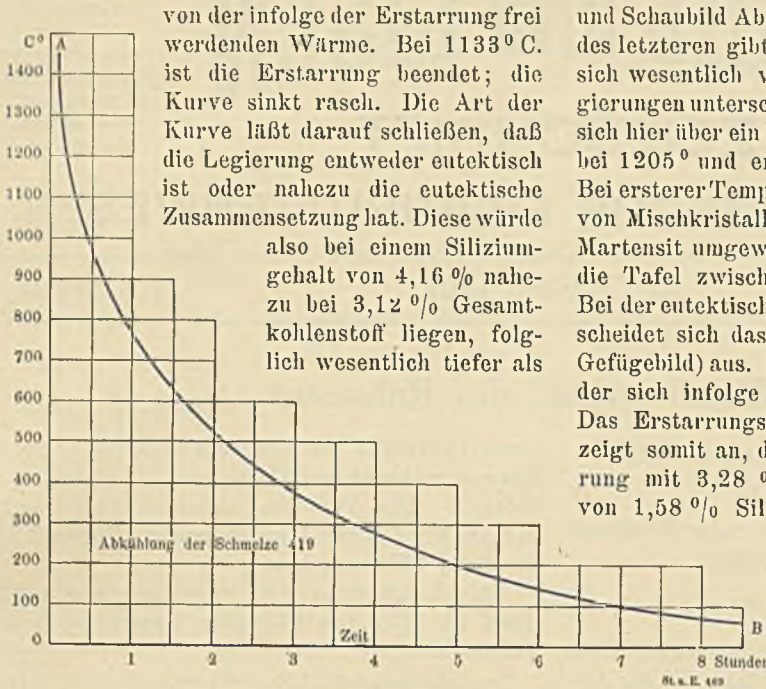 von der infolge der Erstarrung frei
werdenden Wärme. Bei 1133° C.
ist die Erstarrung beendet; die
Kurve sinkt rasch. Die Art der
Kurve läßt darauf schließen, daß
die Legierung entweder eutektisch
ist oder nahezu die eutektische
Zusammensetzung hat. Diese würde
also bei einem Silizium-
gehalt von 4,16 % nahe-
zu bei 3,12 % Gesamt-
kohlenstoff liegen, folg-
lich wesentlich tiefer als
C° A
1400
1300
1200
1100
1000
900
800
700
600
500
400
300
200
100
0
Abkühlung der Schmelze 419
Zeit
B
1 2 3 4 5 6 7 8 Stunden
St. u. E. 469
und Schaubild Ab
des letzteren gibt
sich wesentlich v
gierungen untersc
sich hier über ein
bei 1205° und er
Bei ersterer Temp
von Mischkristall
Martensit umgew
die Tafel zwisch
Bei der eutektisch
scheidet sich das
Gefügebild) aus.
der sich infolge
Das Erstarrungs
zeigt somit an, d
rung mit 3,28 %
von 1,58 % Sil